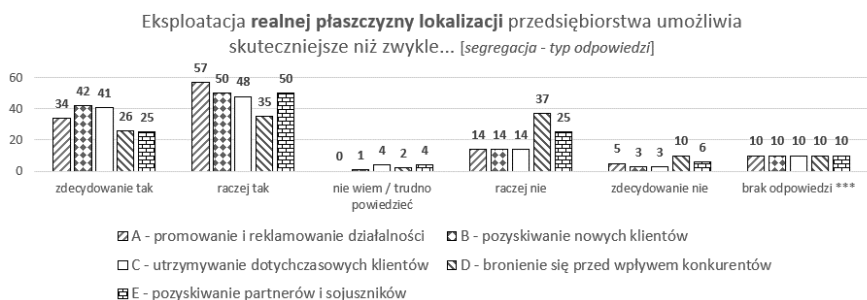 Eksploatacja realnej płaszczyzny lokalizacji przedsiębiorstwa umożliwia
skuteczniejsze niż zwykle... [segregacja - typ odpowiedzi]
60
40
20
0
34 42 41 26 25
57 50 48 35 50
0 1 4 2 4
14 14 14 37 25
5 3 3 10 6
10 10 10 10 10
zdecydowanie tak
raczej tak
nie wiem / trudno
powiedzieć
raczej nie
zdecydowanie nie
brak odpowiedzi ***
A - promowanie i reklamowanie działalności
B - pozyskiwanie nowych klientów
C - utrzymywanie dotychczasowych klientów
D - bronienie się przed wpływem konkurentów
E - pozyskiwanie partnerów i sojuszników